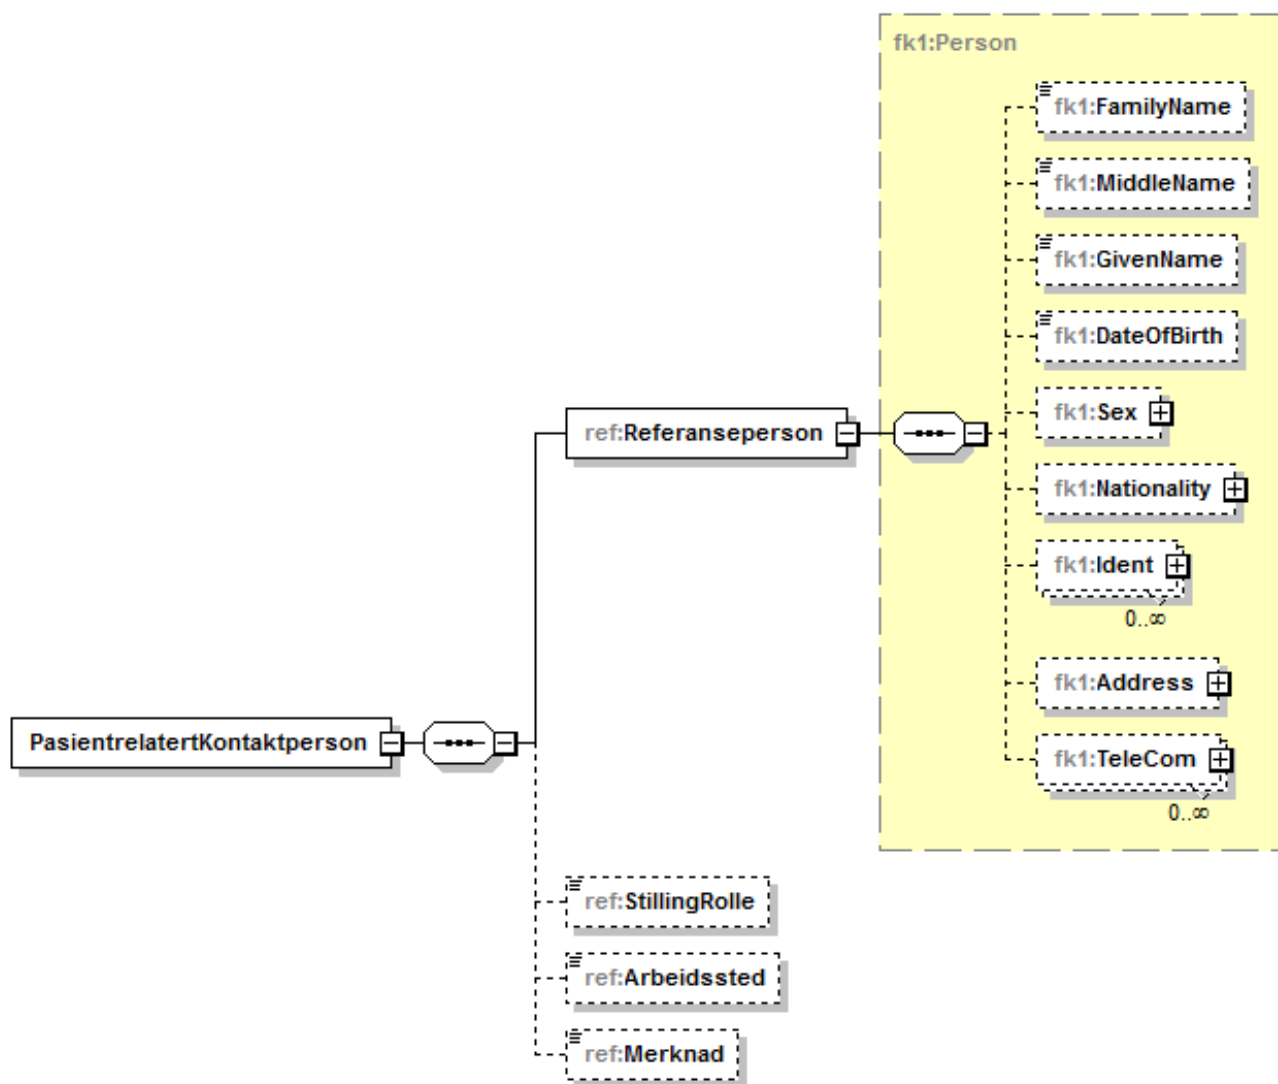 fk1:Person
fk1:FamilyName
fk1:MiddleName
fk1:GivenName
fk1:DateOfBirth
fk1:Sex
ref:Referanseperson
fk1:Nationality
fk1:Ident
0..∞
fk1:Address
PasientrelatertKontaktperson
fk1:TeleCom
0..∞
ref:StillingRolle
ref:Arbeidssted
ref:Merknad